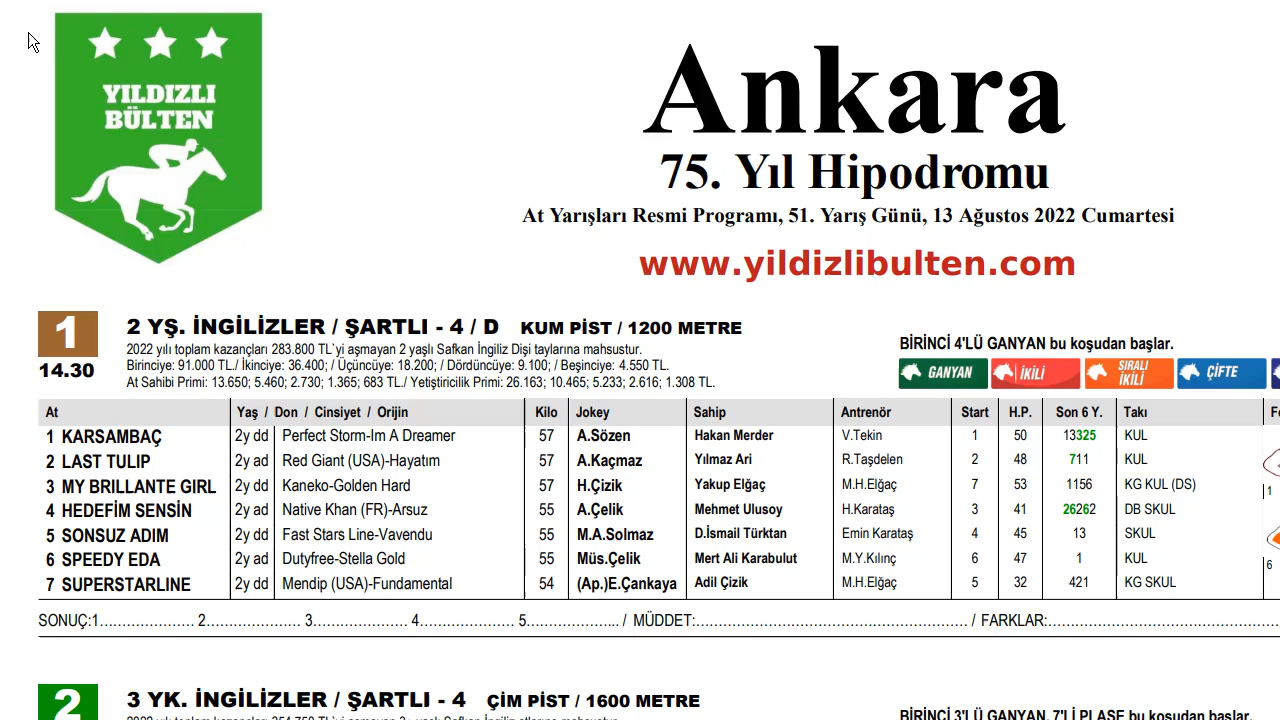 YILDIZLI
BÜLTEN
Ankara
75. Yıl Hipodromu
At Yarışları Resmi Programı, 51. Yarış Günü, 13 Ağustos 2022 Cumartesi
www.yildizlibulten.com
1
14.30
2 YŞ. İNGİLİZLER / ŞARTLI - 4 / D KUM PİST / 1200 METRE
2022 yılı toplam kazançları 283.800 TL`yi aşmayan 2 yaşlı Safkan İngiliz Dişi taylarına mahsustur.
Birinciye: 91.000 TL./ İkinciye: 36.400; / Üçüncüye: 18.200; / Dördüncüye: 9.100; / Beşinciye: 4.550 TL.
At Sahibi Primi: 13.650; 5.460; 2.730; 1.365; 683 TL./ Yetiştiricilik Primi: 26.163; 10.465; 5.233; 2.616; 1.308 TL.
BİRİNCİ 4'LÜ GANYAN bu koşudan başlar.
GANYAN İKİLİ SIRALI İKİLİ ÇİFTE
At Yaş / Don / Cinsiyet / Orijin Kilo Jokey Sahip Antrenör Start H.P. Son 6 Y. Takı
1 KARSAMBAÇ 2y dd Perfect Storm-Im A Dreamer 57 A.Sözen Hakan Merder V.Tekin 1 50 13325 KUL
2 LAST TULIP 2y ad Red Giant (USA)-Hayatım 57 A.Kaçmaz Yılmaz Ari R.Taşdelen 2 48 711 KUL
3 MY BRILLANTE GIRL 2y dd Kaneko-Golden Hard 57 H.Çizik Yakup Elğaç M.H.Elğaç 7 53 1156 KG KUL (DS)
4 HEDEFİM SENSİN 2y ad Native Khan (FR)-Arsuz 55 A.Çelik Mehmet Ulusoy H.Karataş 3 41 26262 DB SKUL
5 SONSUZ ADIM 2y dd Fast Stars Line-Vavendu 55 M.A.Solmaz D.İsmail Türktan Emin Karataş 4 45 13 SKUL
6 SPEEDY EDA 2y ad Dutyfree-Stella Gold 55 Müs.Çelik Mert Ali Karabulut M.Y.Kılınç 6 47 1 KUL
7 SUPERSTARLINE 2y dd Mendip (USA)-Fundamental 54 (Ap.)E.Çankaya Adil Çizik M.H.Elğaç 5 32 421 KG SKUL
1
6
SONUÇ:1..................... 2..................... 3..................... 4..................... 5..................... / MÜDDET:............................................................. / FARKLAR:....................................................
2
3 YK. İNGİLİZLER / ŞARTLI - 4 ÇİM PİST / 1600 METRE
BİRİNCİ 3'LÜ GANYAN, 7'Lİ PLASE bu koşudan başlar.